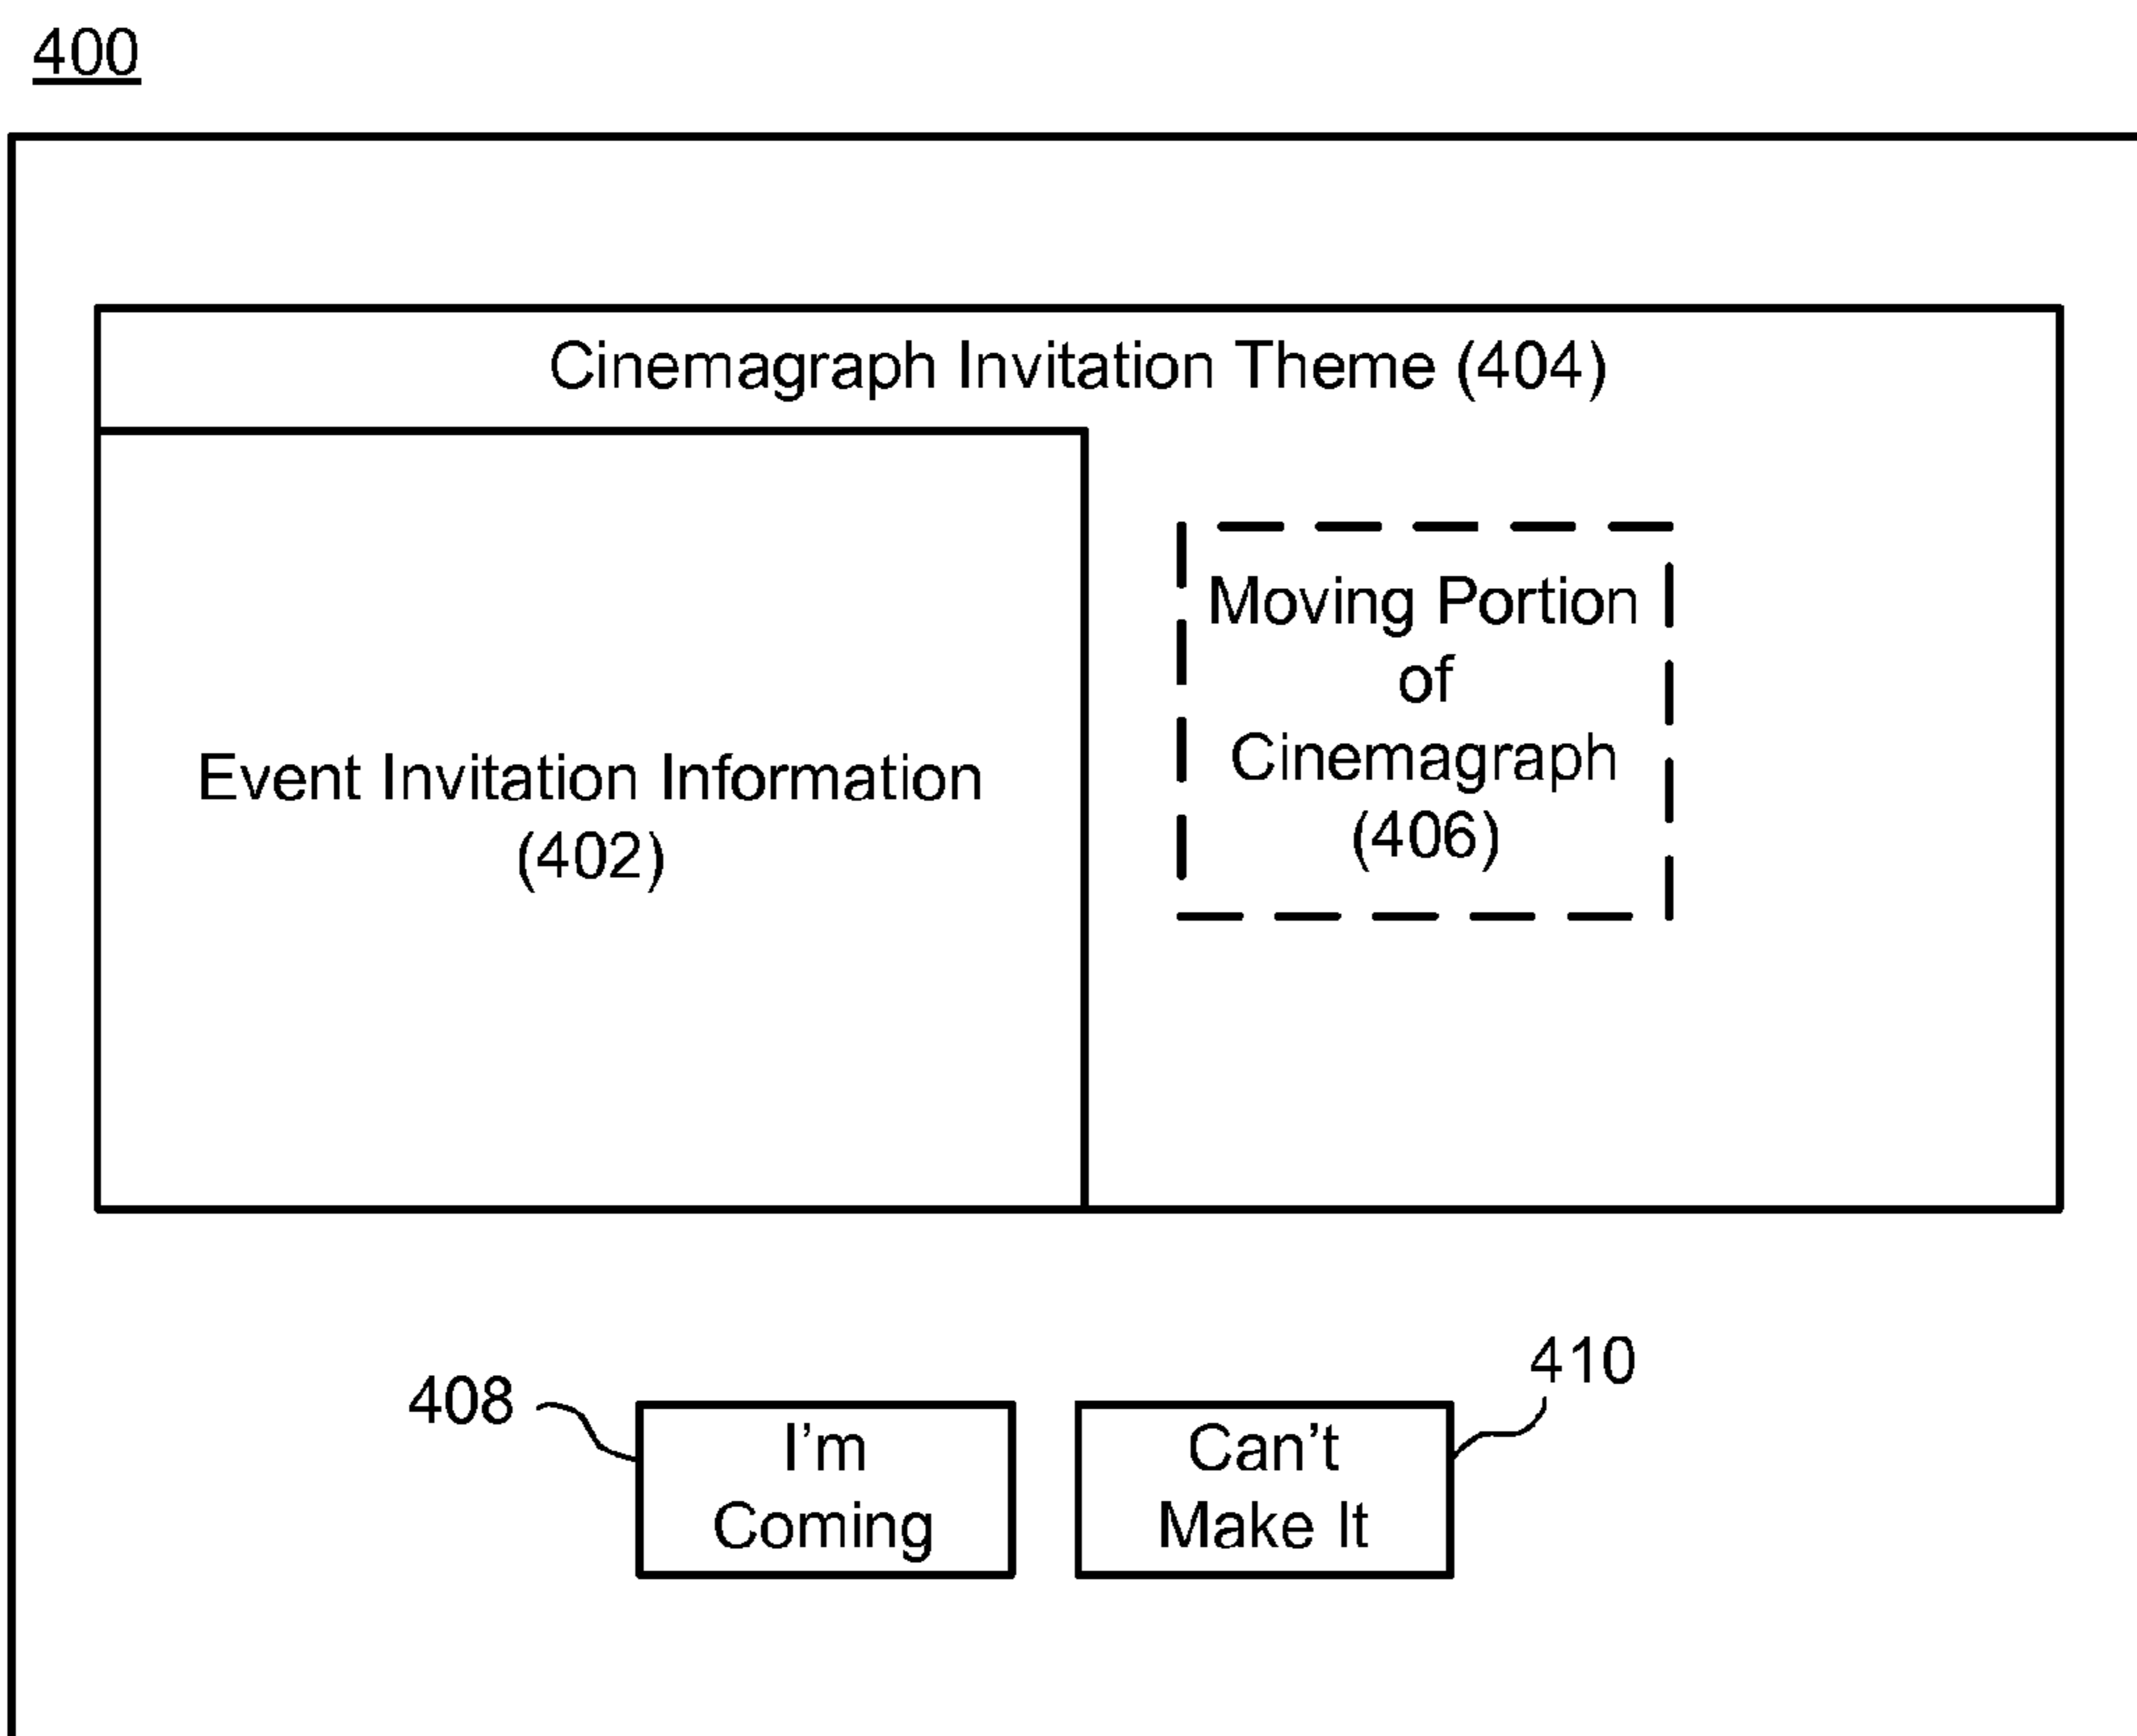 400
Cinemagraph Invitation Theme (404)
Event Invitation Information
(402)
Moving Portion
of
Cinemagraph
(406)
408
I'm
Coming
Can't
Make It
410